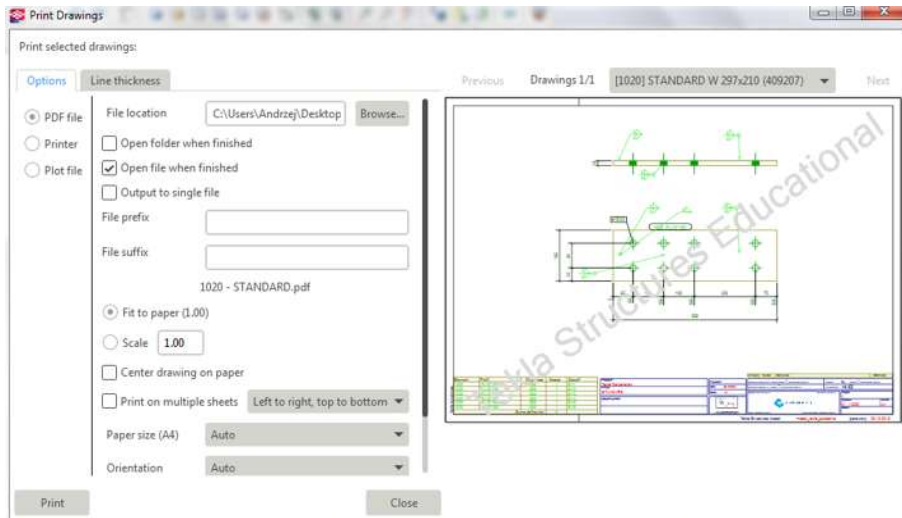 Print Drawings
Print selected drawings:
Options
Line thickness
Previous
Drawings 1/1
[1020] STANDARD W 297x210 (409207)
Next
PDF file
Printer
Plot file
File location
C:\Users\Andrzej\Desktop
Browse...
Open folder when finished
Open file when finished
Output to single file
File prefix
File suffix
1020 - STANDARD.pdf
Fit to paper (1.00)
Scale
1.00
Center drawing on paper
Print on multiple sheets
Left to right, top to bottom
Paper size (A4)
Auto
Orientation
Auto
Print
Close
Tekla Structures Educational